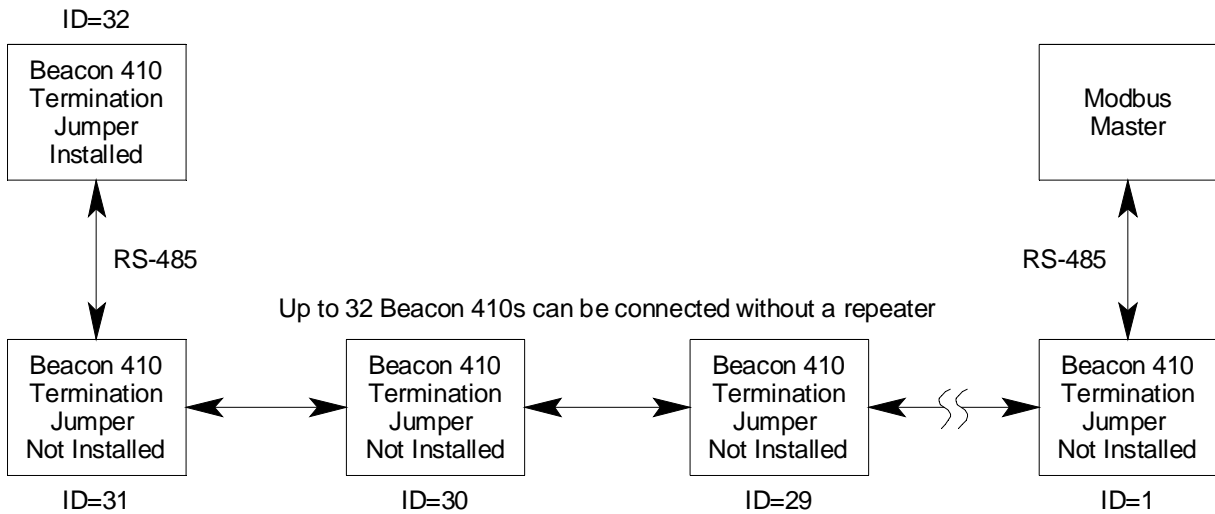 ID=32
Beacon 410
Termination
Jumper
Installed
Modbus
Master
RS-485
RS-485
Up to 32 Beacon 410s can be connected without a repeater
Beacon 410
Termination
Jumper
Not Installed
Beacon 410
Termination
Jumper
Not Installed
Beacon 410
Termination
Jumper
Not Installed
Beacon 410
Termination
Jumper
Not Installed
ID=31
ID=30
ID=29
ID=1